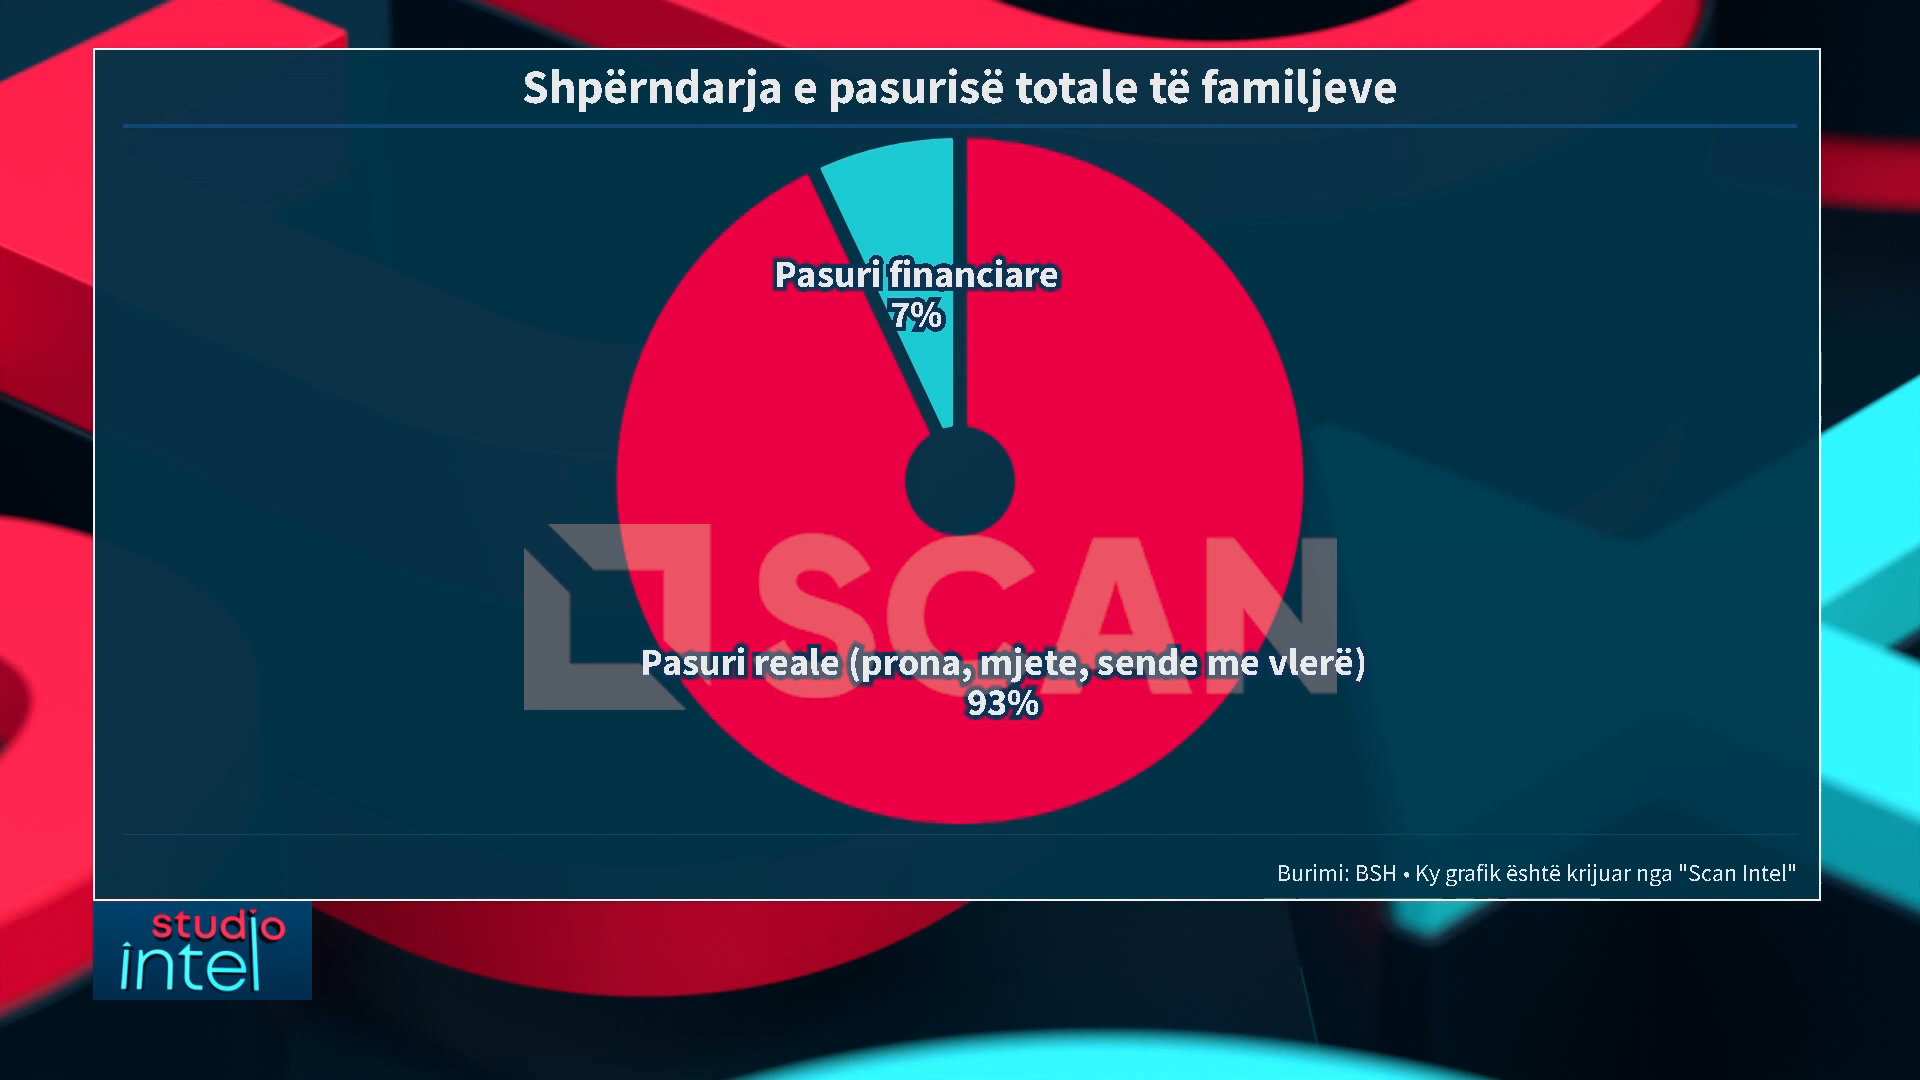 Shpërndarja e pasurisë totale të familjeve
Pasuri financiare
7%
SCAN
Pasuri reale (prona, mjete, sende me vlerë)
93%
Burimi: BSH • Ky grafik është krijuar nga "Scan Intel"
studio
intel